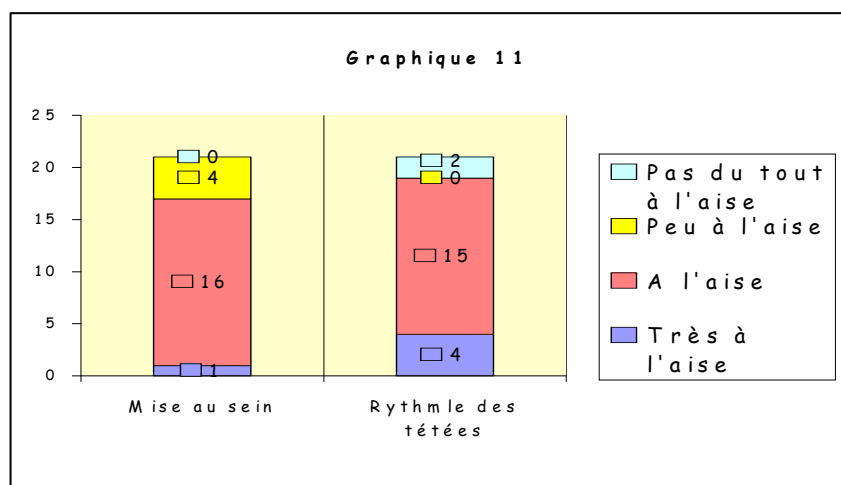 Graphique 11
25
20
15
10
5
0
0
4
16
1
2
0
15
4
Mise au sein
Rythmle des
tétées
Pas du tout
à l'aise
Peu à l'aise
A l'aise
Très à
l'aise